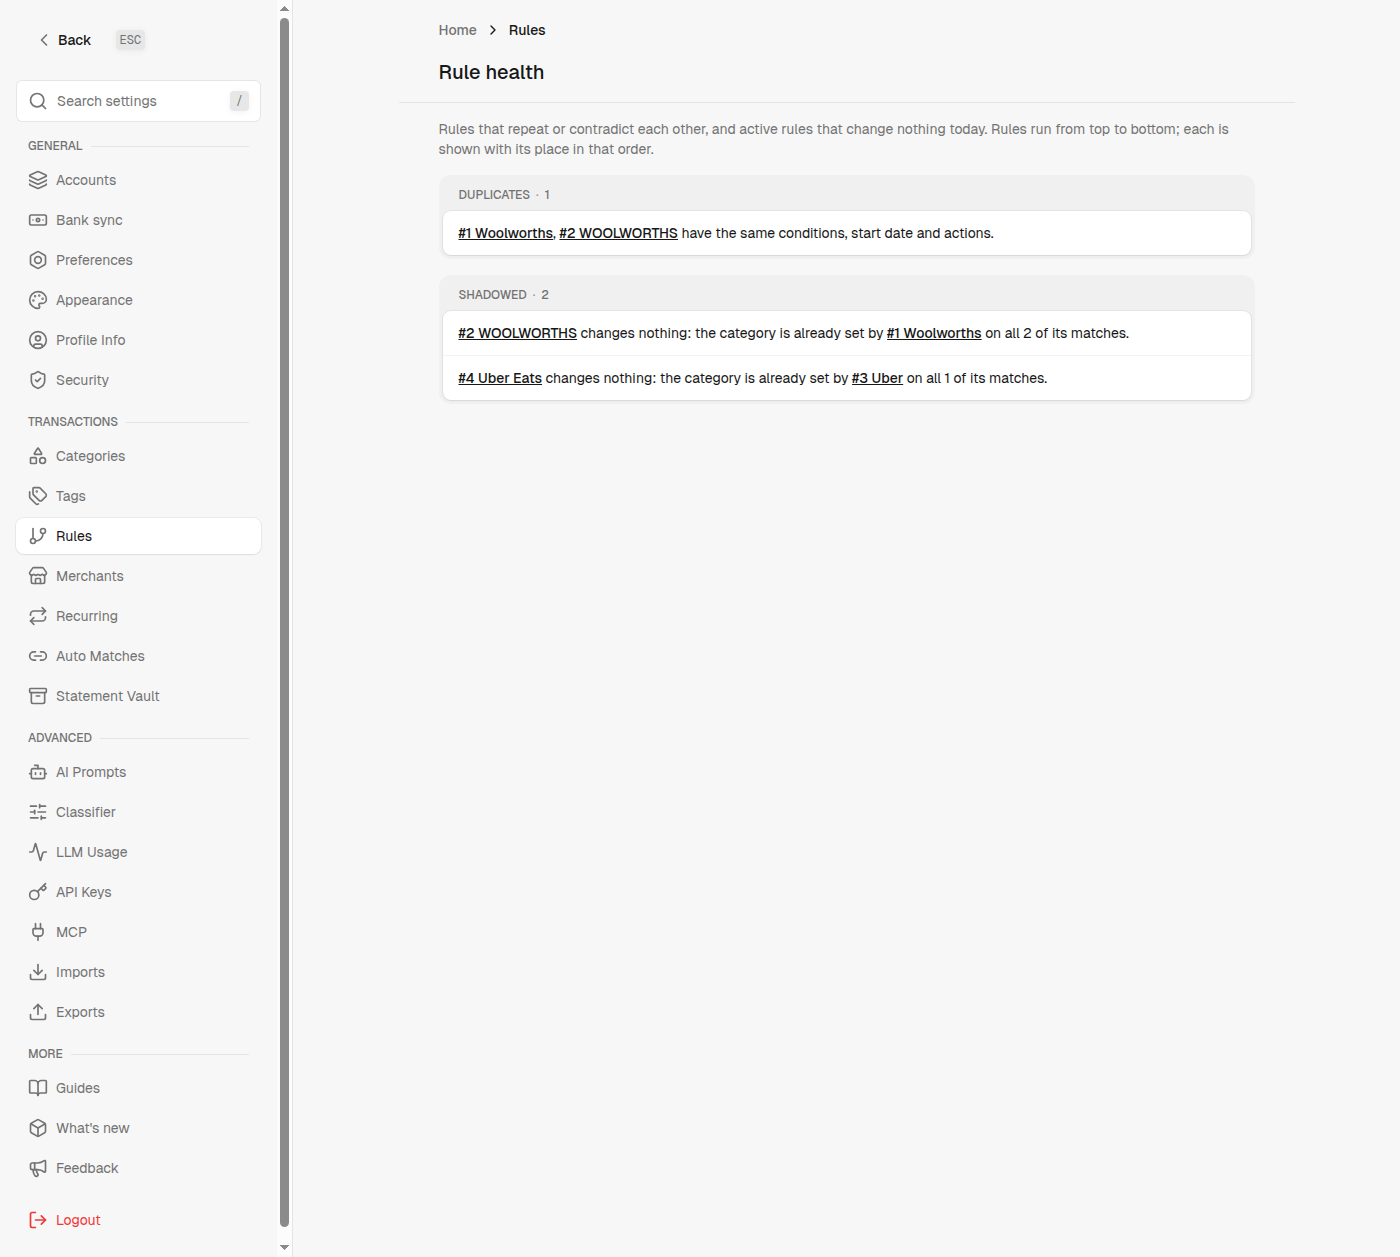 Back ESC
Search settings /
GENERAL
Accounts
Bank sync
Preferences
Appearance
Profile Info
Security
TRANSACTIONS
Categories
Tags
Rules
Merchants
Recurring
Auto Matches
Statement Vault
ADVANCED
AI Prompts
Classifier
LLM Usage
API Keys
MCP
Imports
Exports
MORE
Guides
What's new
Feedback
Logout
Home > Rules
Rule health
Rules that repeat or contradict each other, and active rules that change nothing today. Rules run from top to bottom; each is
shown with its place in that order.
DUPLICATES · 1
#1 Woolworths, #2 WOOLWORTHS have the same conditions, start date and actions.
SHADOWED · 2
#2 WOOLWORTHS changes nothing: the category is already set by #1 Woolworths on all 2 of its matches.
#4 Uber Eats changes nothing: the category is already set by #3 Uber on all 1 of its matches.